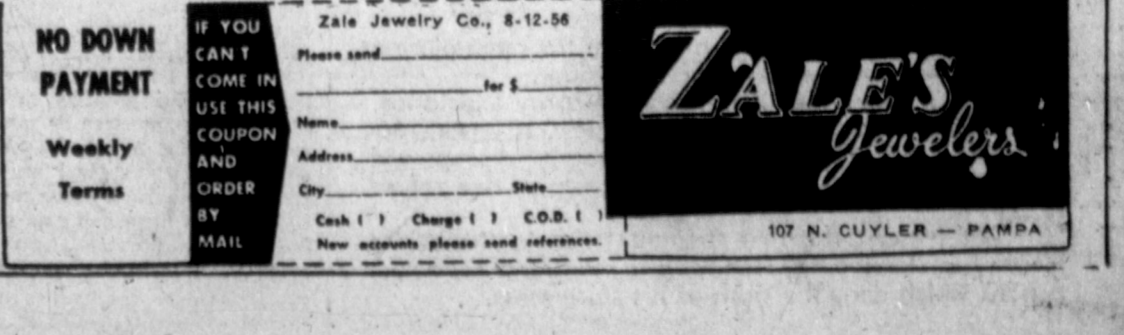 NO DOWN
PAYMENT
Weekly
Terms
IF YOU
CAN'T
COME IN
USE THIS
COUPON
AND
ORDER
BY
MAIL
Zale Jewelry Co., 8-12-56
Please send
for $
Name
Address
City State
Cash ( ) Charge ( ) C.O.D. ( )
New accounts please send references.
ZALE'S
Jewelers
107 N. CUYLER — PAMPA